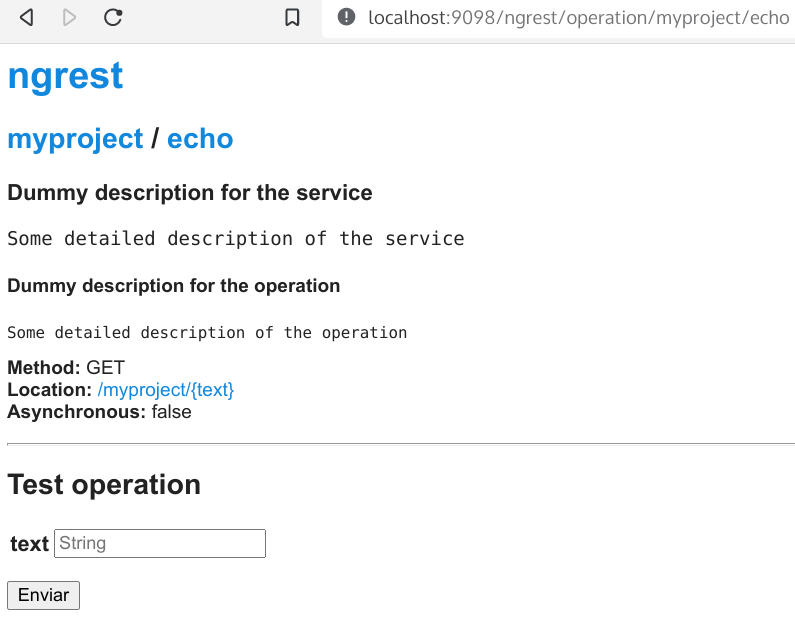 localhost:9098/ngrest/operation/myproject/echo
ngrest
myproject / echo
Dummy description for the service
Some detailed description of the service
Dummy description for the operation
Some detailed description of the operation
Method: GET
Location: /myproject/{text}
Asynchronous: false
Test operation
text String
Enviar